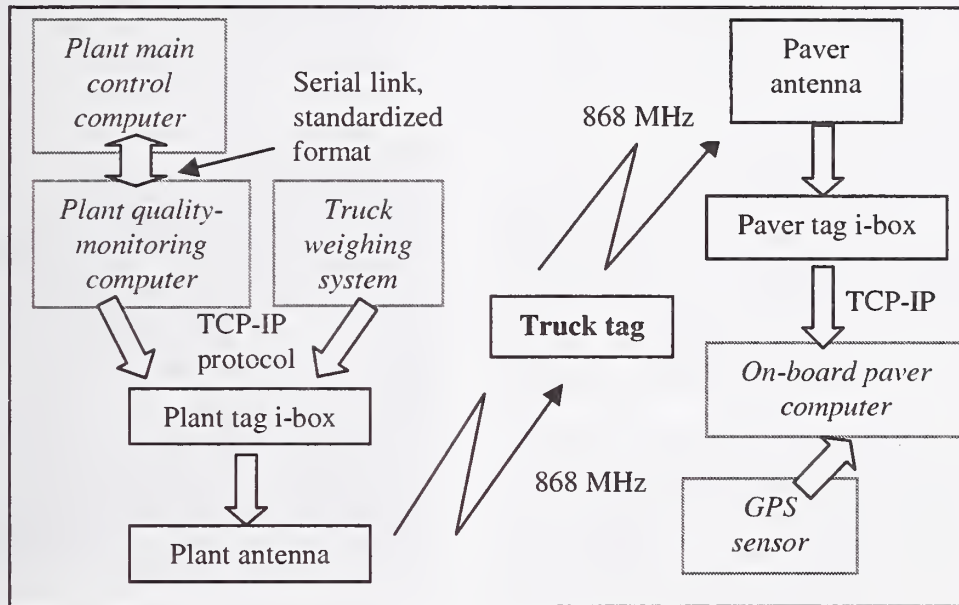 Plant main
control
computer
Serial link,
standardized
format
Plant quality-
monitoring
computer
Truck
weighing
system
TCP-IP
protocol
Plant tag i-box
Plant antenna
868 MHz
Truck tag
868 MHz
Paver
antenna
Paver tag i-box
TCP-IP
On-board paver
computer
GPS
sensor